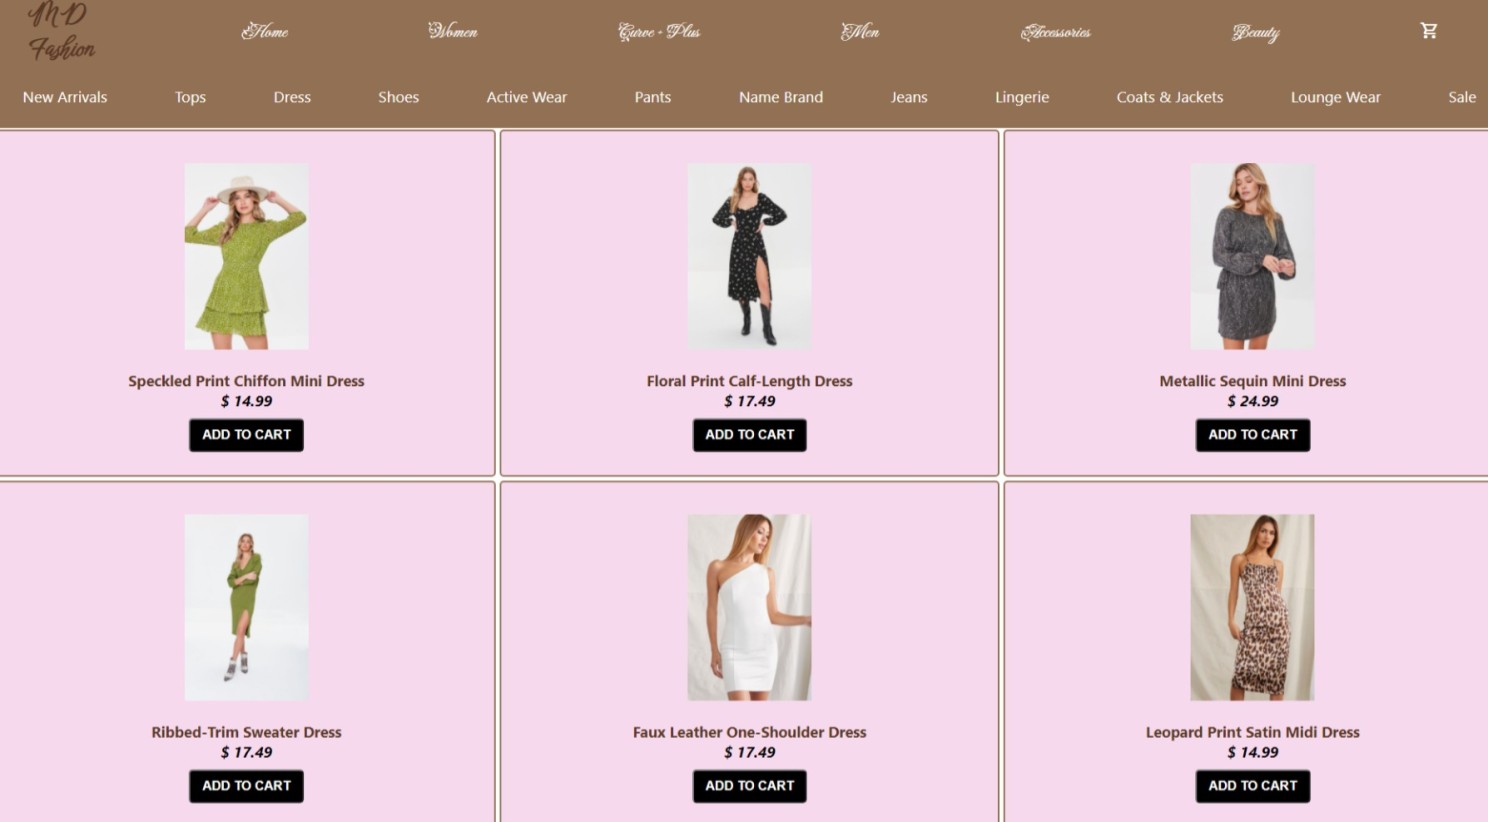 MD
Fashion
Home Women Curve + Plus Men Accessories Beauty
New Arrivals Tops Dress Shoes Active Wear Pants Name Brand Jeans Lingerie Coats & Jackets Lounge Wear Sale
Speckled Print Chiffon Mini Dress
$ 14.99
ADD TO CART
Floral Print Calf-Length Dress
$ 17.49
ADD TO CART
Metallic Sequin Mini Dress
$ 24.99
ADD TO CART
Ribbed-Trim Sweater Dress
$ 17.49
ADD TO CART
Faux Leather One-Shoulder Dress
$ 17.49
ADD TO CART
Leopard Print Satin Midi Dress
$ 14.99
ADD TO CART